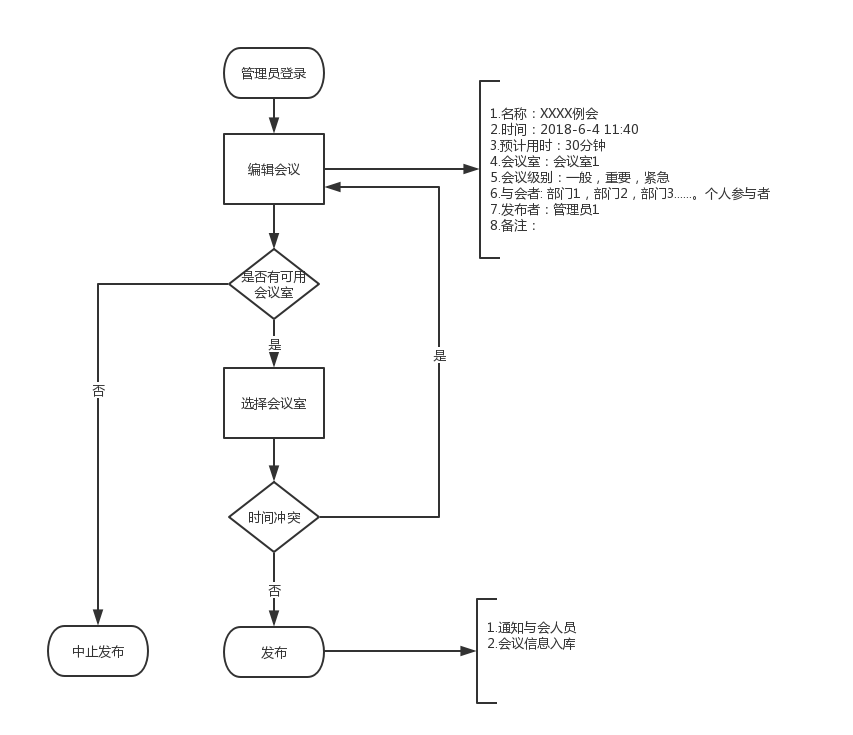 管理员登录
编辑会议
1.名称：XXXX例会
2.时间：2018-6-4 11:40
3.预计用时：30分钟
4.会议室：会议室1
5.会议级别：一般，重要，紧急
6.与会者: 部门1，部门2，部门3......。个人参与者
7.发布者：管理员1
8.备注：
是否有可用
会议室
是
是
否
选择会议室
时间冲突
否
中止发布
发布
1.通知与会人员
2.会议信息入库